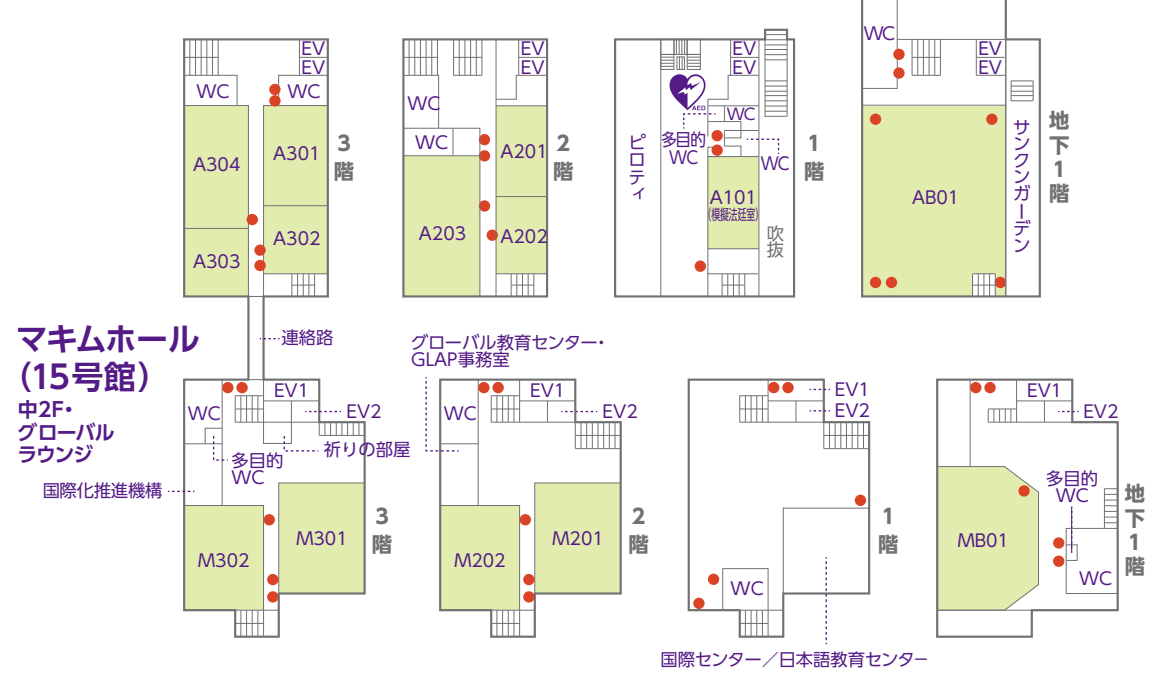 EV
EV
WC
WC
A304
A301
A302
A303
3階
EV
EV
WC
WC
A201
A203
A202
2階
EV
EV
AED
WC
多目的
WC
WC
ピロティ
A101
(模擬法廷室)
吹抜
1階
WC
EV
EV
AB01
サンクンガーデン
地下1階
マキムホール
(15号館)
中2F・
グローバル
ラウンジ
連絡路
EV1
WC
EV2
祈りの部屋
多目的
WC
国際化推進機構
M302
M301
3階
グローバル教育センター・
GLAP事務室
EV1
WC
EV2
M202
M201
2階
EV1
EV2
WC
1階
国際センター/日本語教育センター
EV1
EV2
多目的
WC
MB01
WC
地下1階